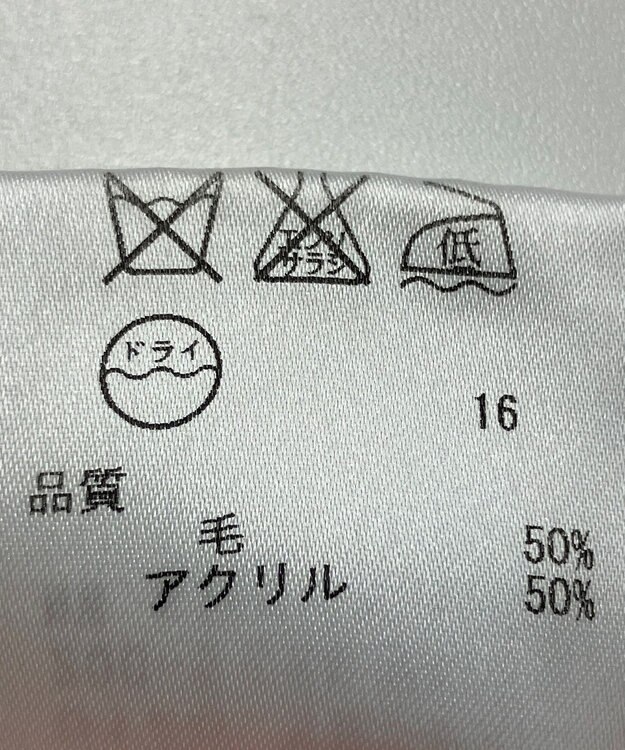 エンソ
サラシ
低
ドライ
16
品質
毛 50%
アクリル 50%